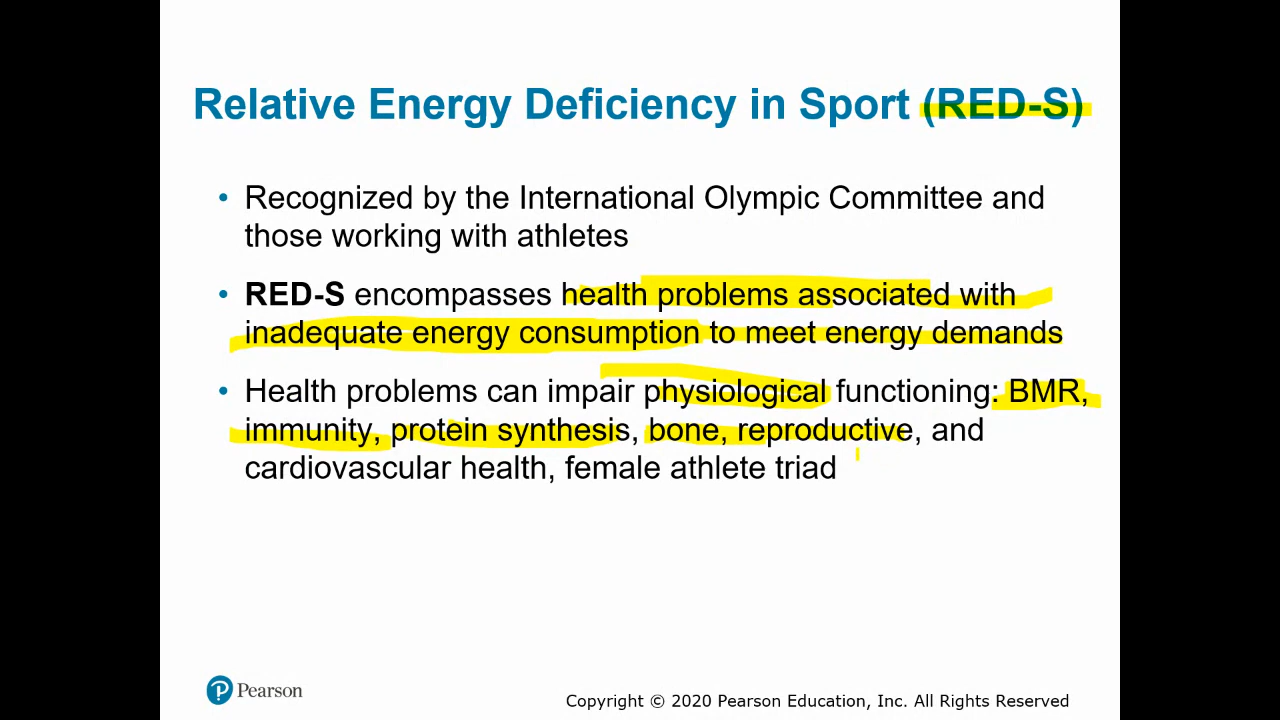 Relative Energy Deficiency in Sport (RED-S)
• Recognized by the International Olympic Committee and
those working with athletes
• RED-S encompasses health problems associated with
inadequate energy consumption to meet energy demands
• Health problems can impair physiological functioning: BMR,
immunity, protein synthesis, bone, reproductive, and
cardiovascular health, female athlete triad
Pearson
Copyright © 2020 Pearson Education, Inc. All Rights Reserved